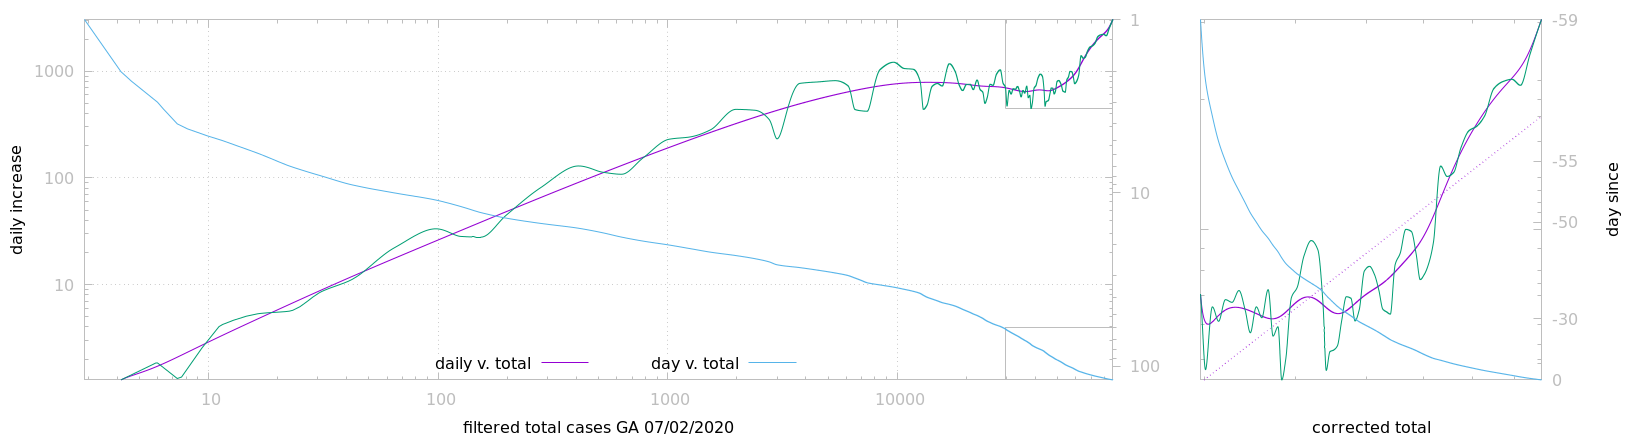 1000
100
10
daily increase
10
100
1000
10000
filtered total cases GA 07/02/2020
daily v. total
day v. total
1
10
100
corrected total
-59
-55
-50
-30
0
day since